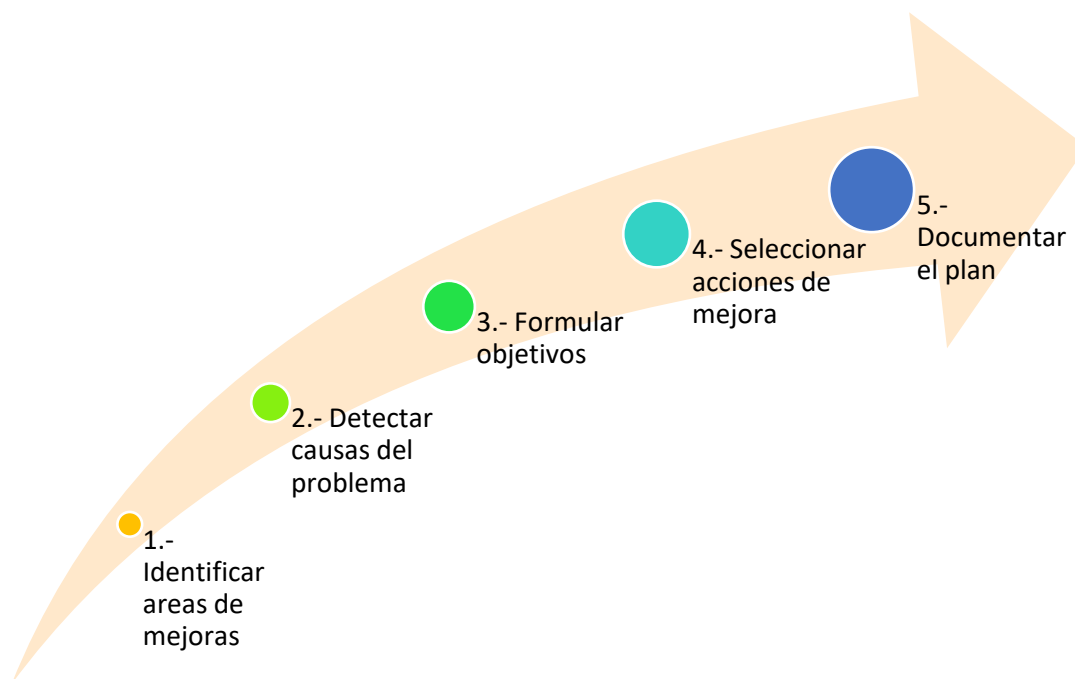 1.-
Identificar
areas de
mejoras
2.- Detectar
causas del
problema
3.- Formular
objetivos
4.- Seleccionar
acciones de
mejora
5.-
Documentar
el plan